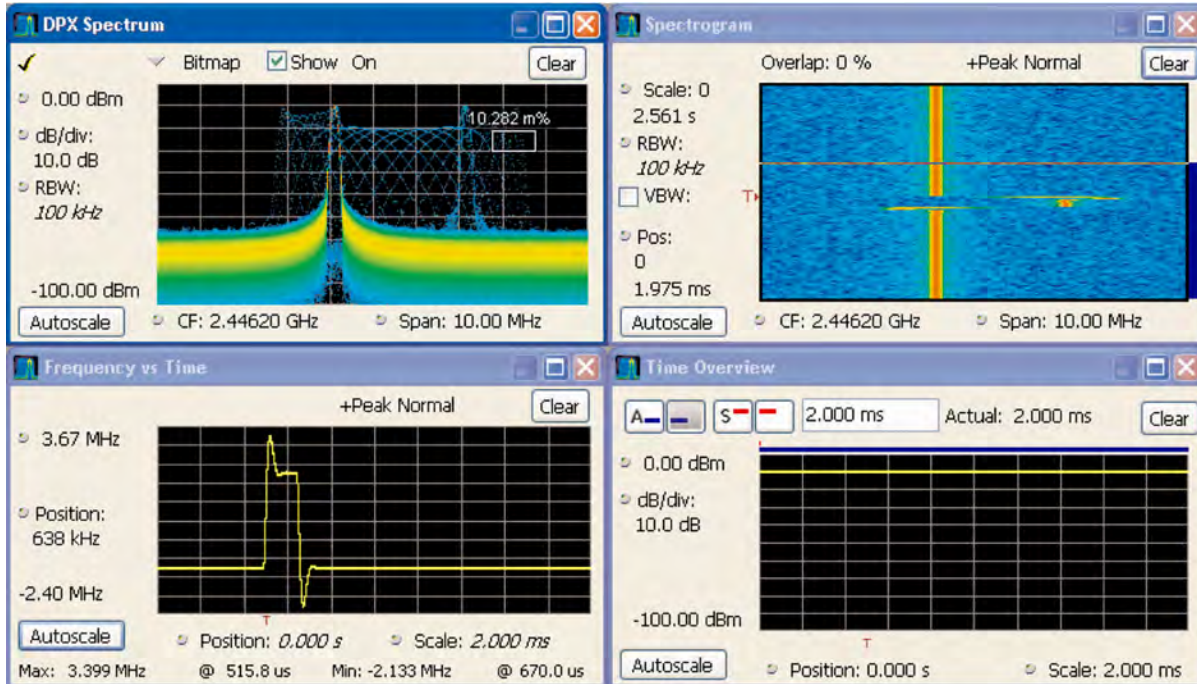 DPX Spectrum
Bitmap Show On Clear
0.00 dBm
dB/div:
10.0 dB
RBW:
100 kHz
-100.00 dBm
10.282 m%
Autoscale CF: 2.44620 GHz Span: 10.00 MHz
Spectrogram
Overlap: 0 % +Peak Normal Clear
Scale: 0
2.561 s
RBW:
100 kHz
VBW:
T
Pos:
0
1.975 ms
Autoscale CF: 2.44620 GHz Span: 10.00 MHz
Frequency vs Time
+Peak Normal Clear
3.67 MHz
Position:
638 kHz
-2.40 MHz
T
Autoscale Position: 0.000 s Scale: 2.000 ms
Max: 3.399 MHz @ 515.8 us Min: -2.133 MHz @ 670.0 us
Time Overview
A S 2.000 ms Actual: 2.000 ms Clear
0.00 dBm
dB/div:
10.0 dB
-100.00 dBm
T
Autoscale Position: 0.000 s Scale: 2.000 ms